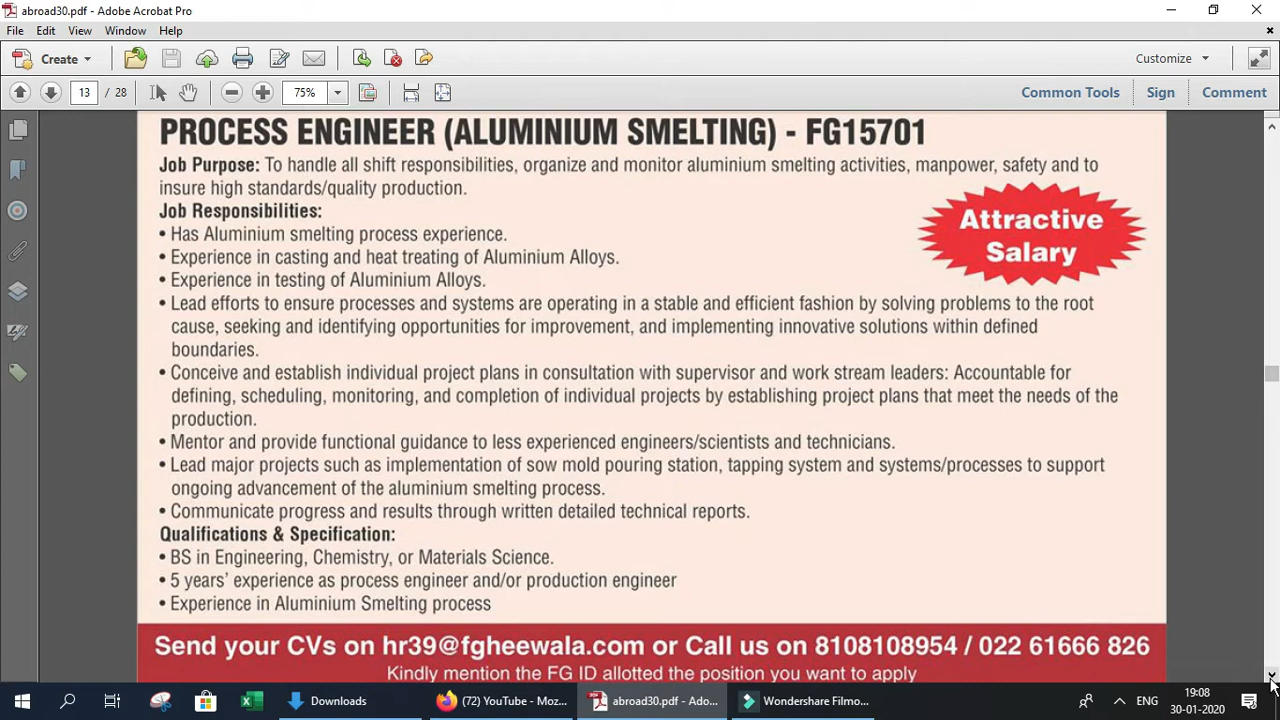 abroad30.pdf - Adobe Acrobat Pro
File Edit View Window Help
Create Customize
13 / 28 75% Common Tools Sign Comment
PROCESS ENGINEER (ALUMINIUM SMELTING) - FG15701
Job Purpose: To handle all shift responsibilities, organize and monitor aluminium smelting activities, manpower, safety and to
insure high standards/quality production.
Attractive
Salary
Job Responsibilities:
• Has Aluminium smelting process experience.
• Experience in casting and heat treating of Aluminium Alloys.
• Experience in testing of Aluminium Alloys.
• Lead efforts to ensure processes and systems are operating in a stable and efficient fashion by solving problems to the root
cause, seeking and identifying opportunities for improvement, and implementing innovative solutions within defined
boundaries.
• Conceive and establish individual project plans in consultation with supervisor and work stream leaders: Accountable for
defining, scheduling, monitoring, and completion of individual projects by establishing project plans that meet the needs of the
production.
• Mentor and provide functional guidance to less experienced engineers/scientists and technicians.
• Lead major projects such as implementation of sow mold pouring station, tapping system and systems/processes to support
ongoing advancement of the aluminium smelting process.
• Communicate progress and results through written detailed technical reports.
Qualifications & Specification:
• BS in Engineering, Chemistry, or Materials Science.
• 5 years' experience as process engineer and/or production engineer
• Experience in Aluminium Smelting process
Send your CVs on hr39@fgheewala.com or Call us on 8108108954 / 022 61666 826
Kindly mention the FG ID allotted the position you want to apply
Downloads (72) YouTube - Moz... abroad30.pdf - Ado... Wondershare Filmo... ENG 19:08
30-01-2020